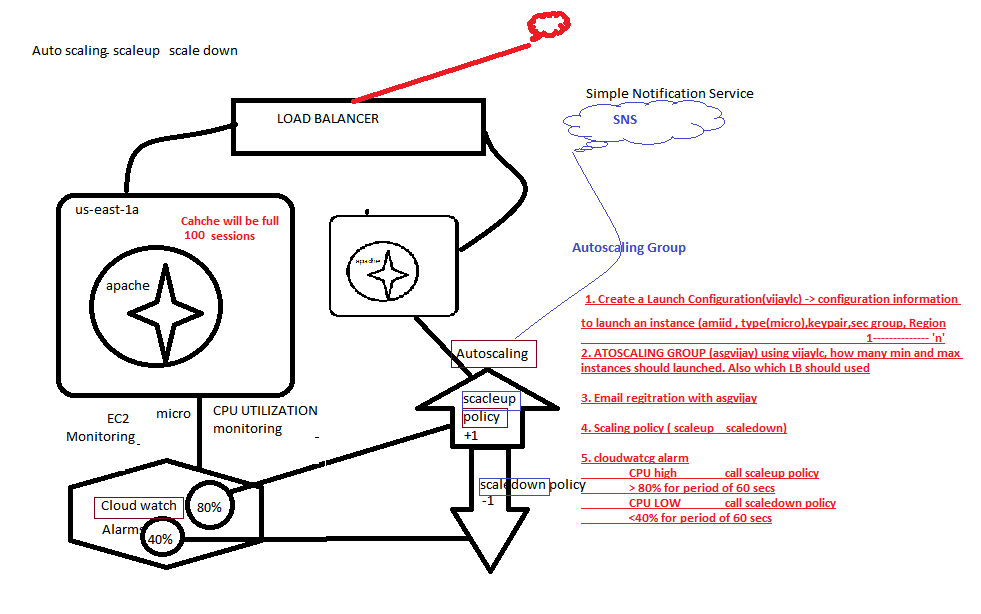 Auto scaling- scaleup scale down
Simple Notification Service
SNS
LOAD BALANCER
us-east-1a
Cahche will be full
100 sessions
apache
apache
Autoscaling Group
1. Create a Launch Configuration(vijaylc) -> configuration information
to launch an instance (amiid , type(micro),keypair,sec group, Region
1-------------- 'n'
2. ATOSCALING GROUP (asgvijay) using vijaylc, how many min and max
instances should launched. Also which LB should used
3. Email regitration with asgvijay
4. Scaling policy ( scaleup scaledown)
5. cloudwatcg alarm
CPU high call scaleup policy
> 80% for period of 60 secs
CPU LOW call scaledown policy
<40% for period of 60 secs
Autoscaling
scacleup
policy
+1
scaledown policy
-1
EC2
Monitoring
micro
CPU UTILIZATION
monitoring
Cloud watch
Alarms
80%
40%